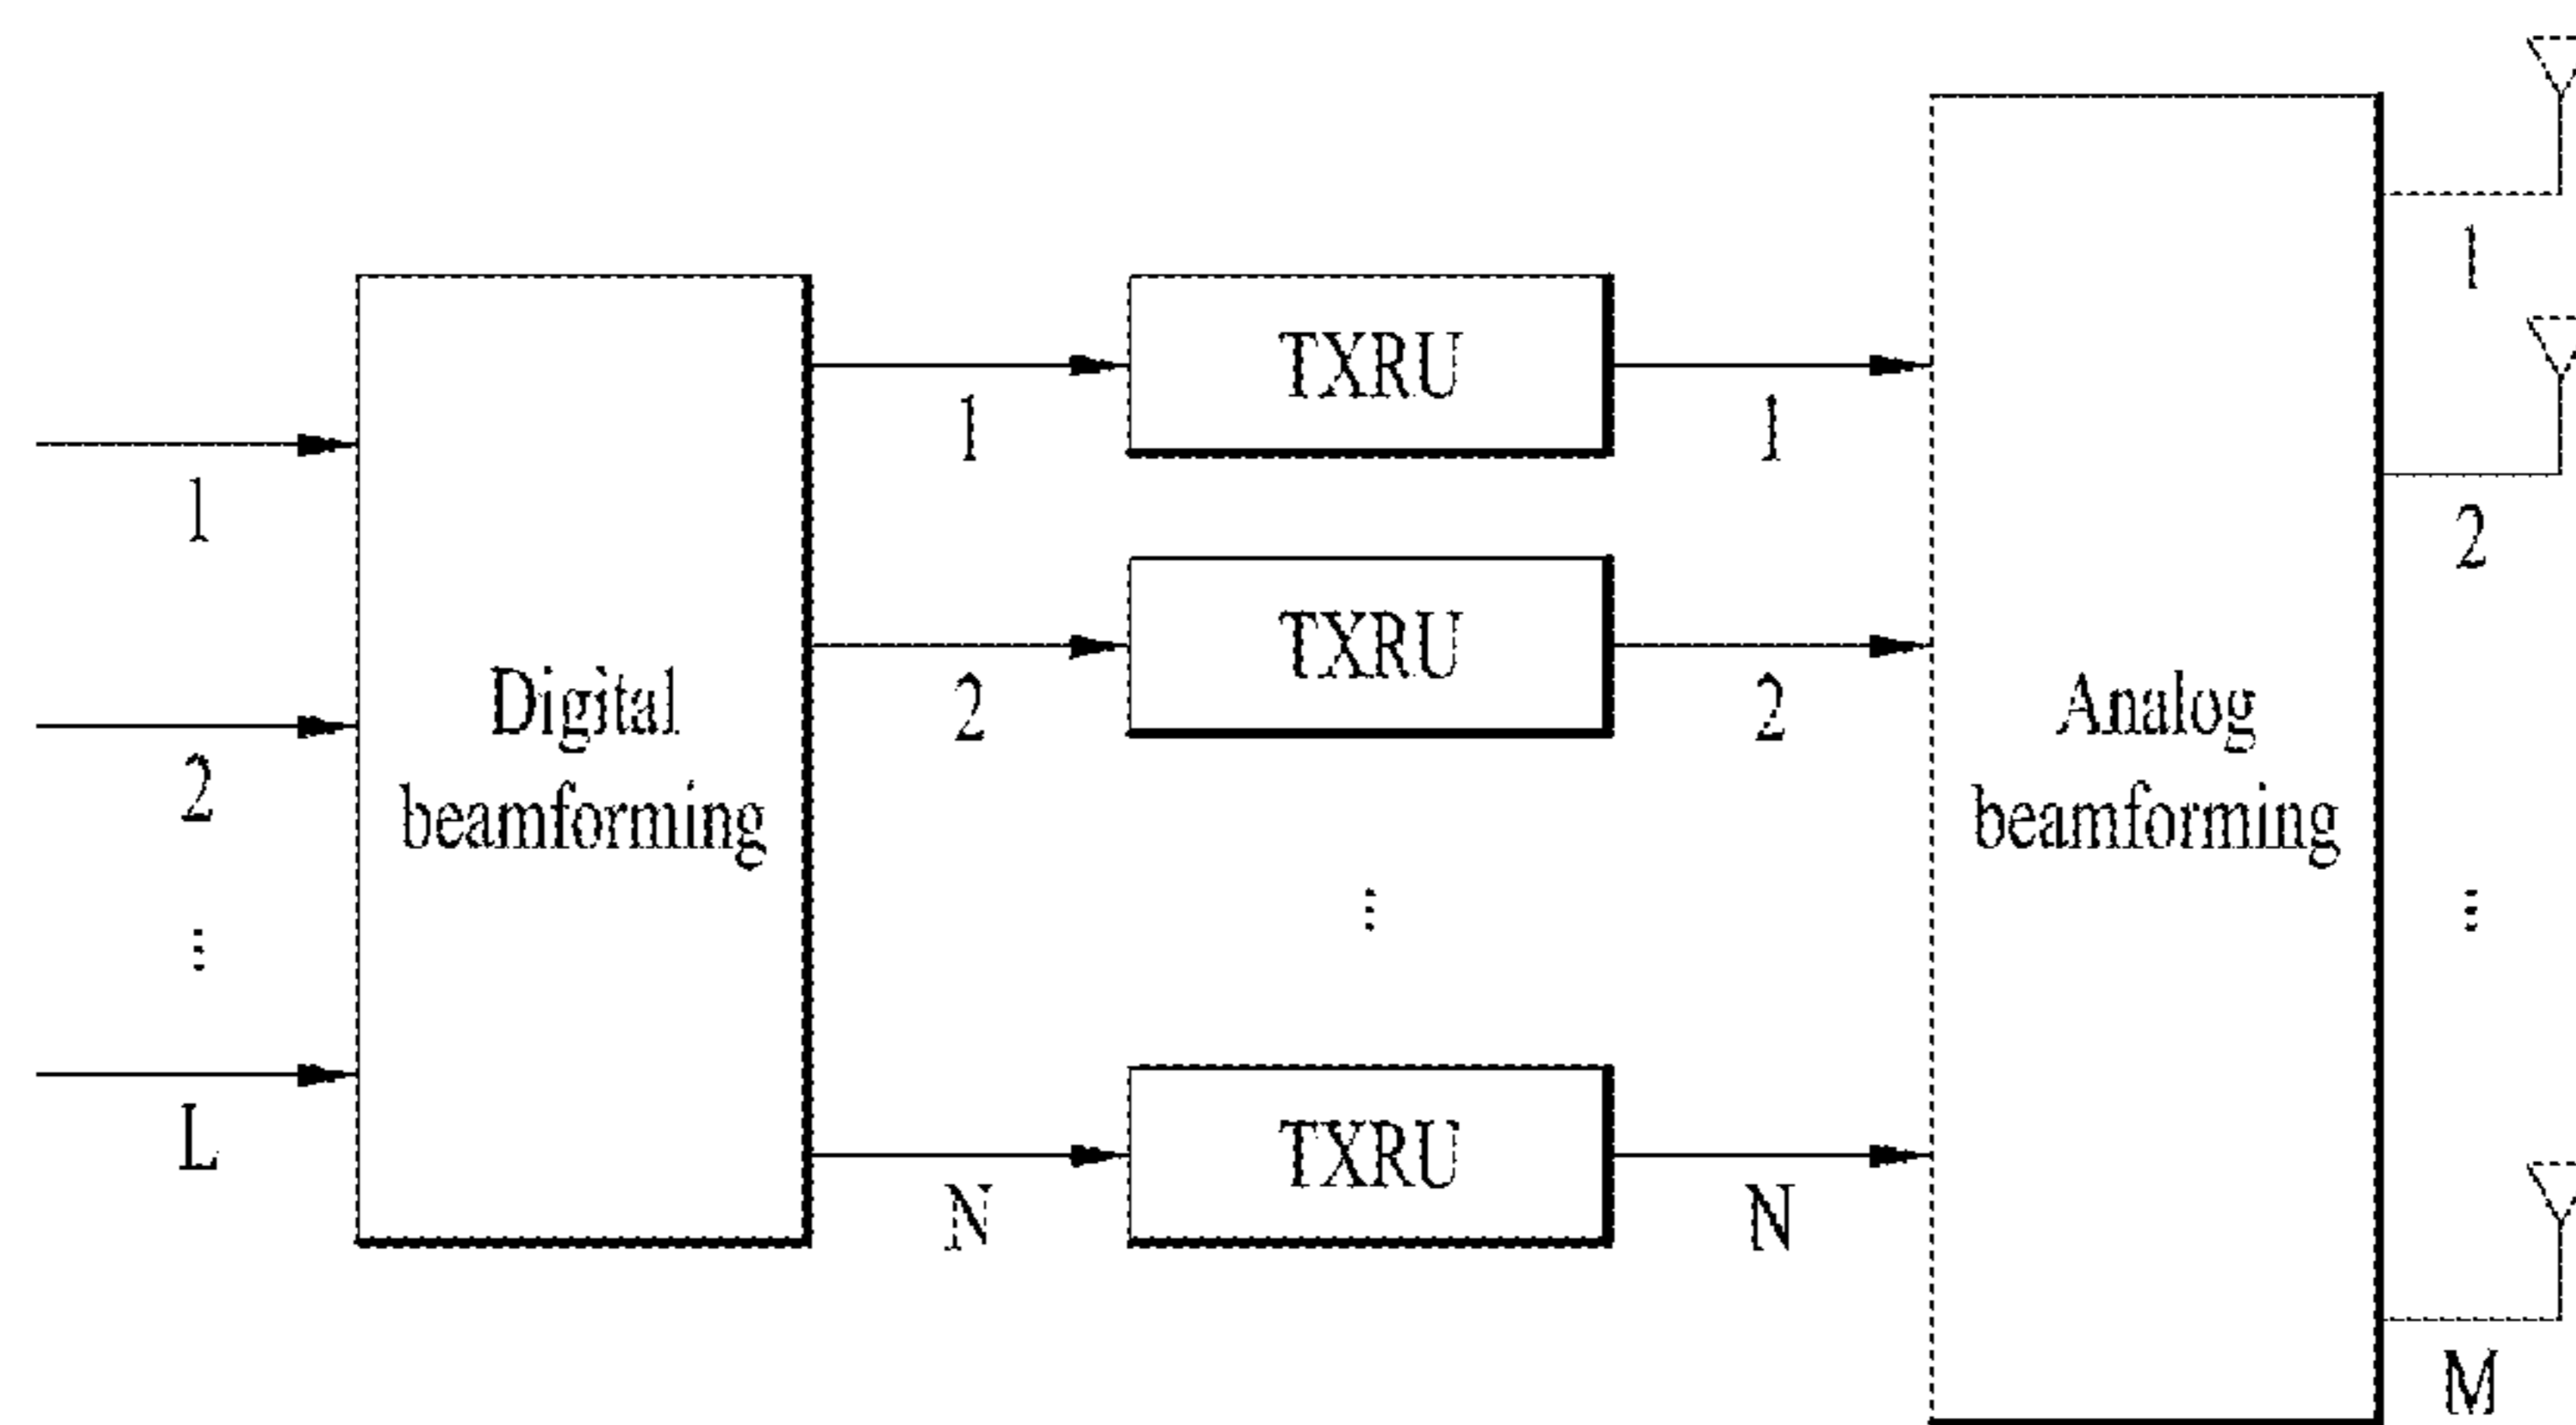 1
2
⋮
L
Digital
beamforming
1
2
N
TXRU
TXRU
⋮
TXRU
1
2
N
Analog
beamforming
1
2
⋮
M